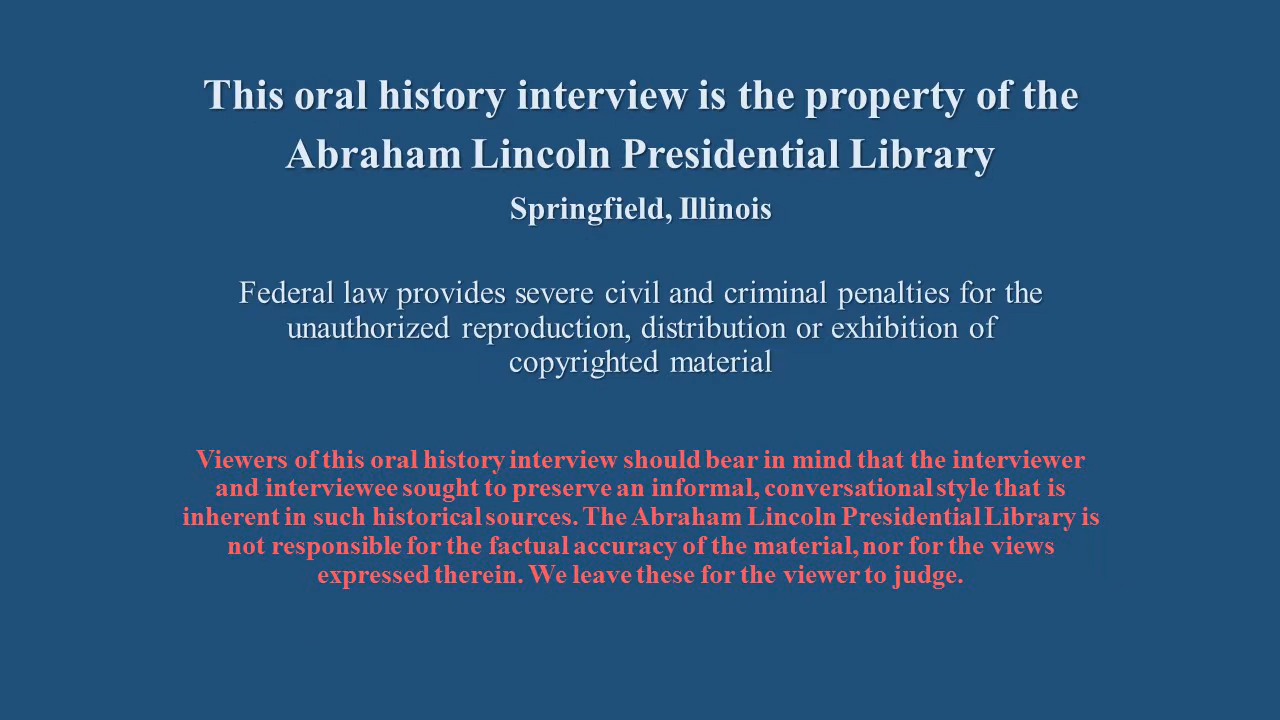 This oral history interview is the property of the
Abraham Lincoln Presidential Library
Springfield, Illinois
Federal law provides severe civil and criminal penalties for the
unauthorized reproduction, distribution or exhibition of
copyrighted material
Viewers of this oral history interview should bear in mind that the interviewer
and interviewee sought to preserve an informal, conversational style that is
inherent in such historical sources. The Abraham Lincoln Presidential Library is
not responsible for the factual accuracy of the material, nor for the views
expressed therein. We leave these for the viewer to judge.